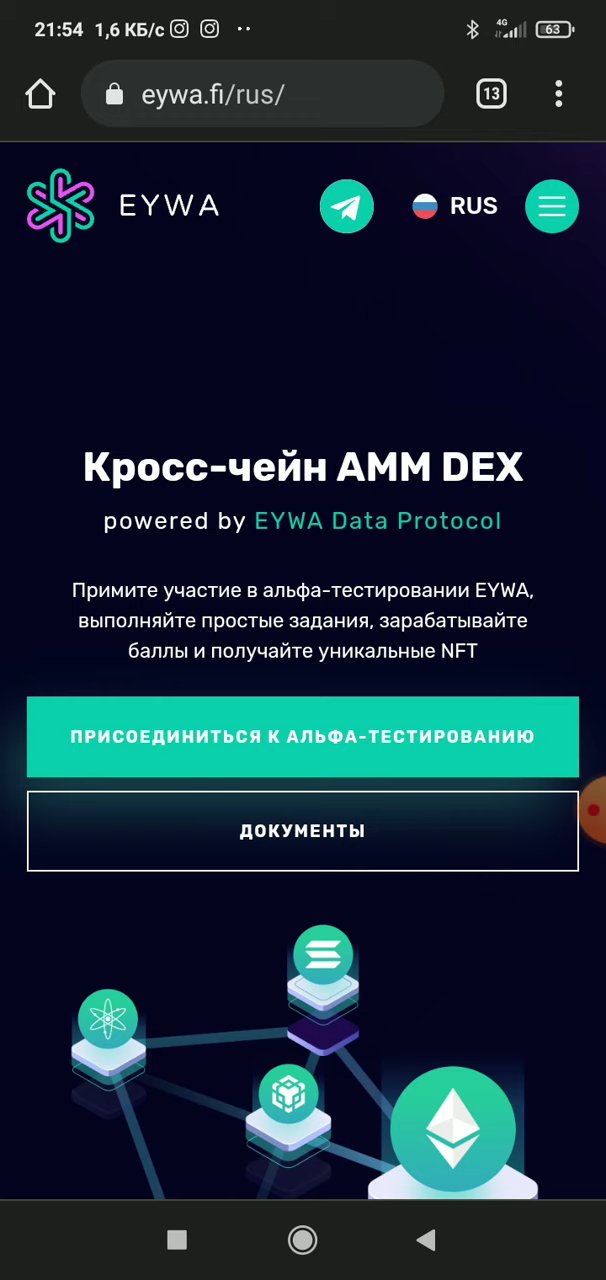 21:54 1,6 КБ/с 4G 63
eywa.fi/rus/ 13
EYWA RUS
Кросс-чейн AMM DEX
powered by EYWA Data Protocol
Примите участие в альфа-тестировании EYWA,
выполняйте простые задания, зарабатывайте
баллы и получайте уникальные NFT
ПРИСОЕДИНИТЬСЯ К АЛЬФА-ТЕСТИРОВАНИЮ
ДОКУМЕНТЫ